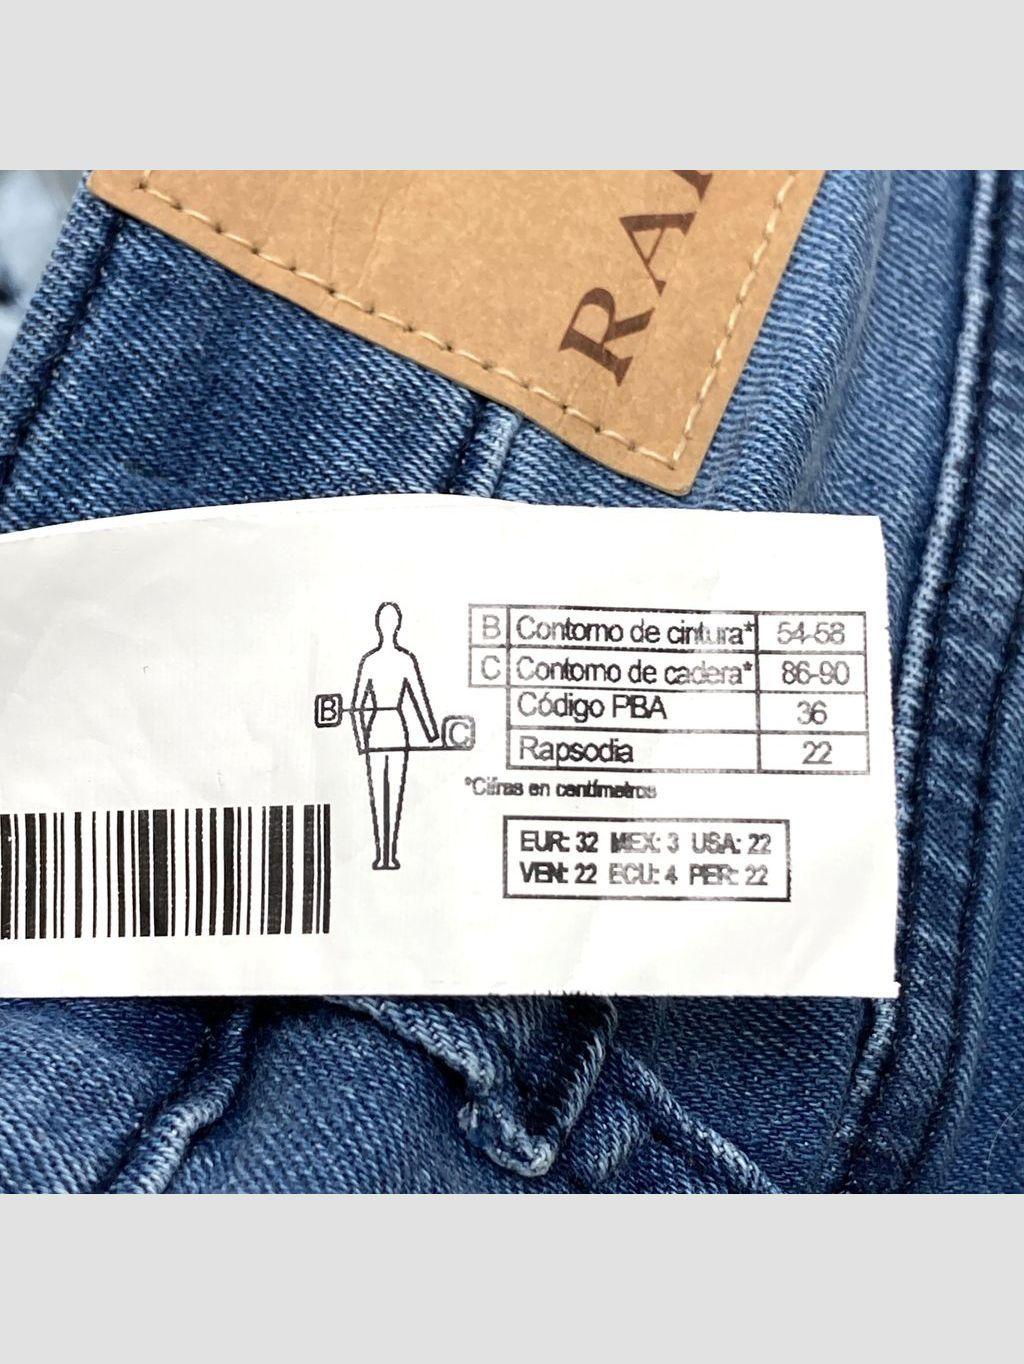 RA
B Contorno de cintura* 54-58
C Contorno de cadera* 86-90
Código PBA 36
Rapsodia 22
*Cifras en centímetros
B
C
EUR: 32 MEX: 3 USA: 22
VEN: 22 ECU: 4 PER: 22